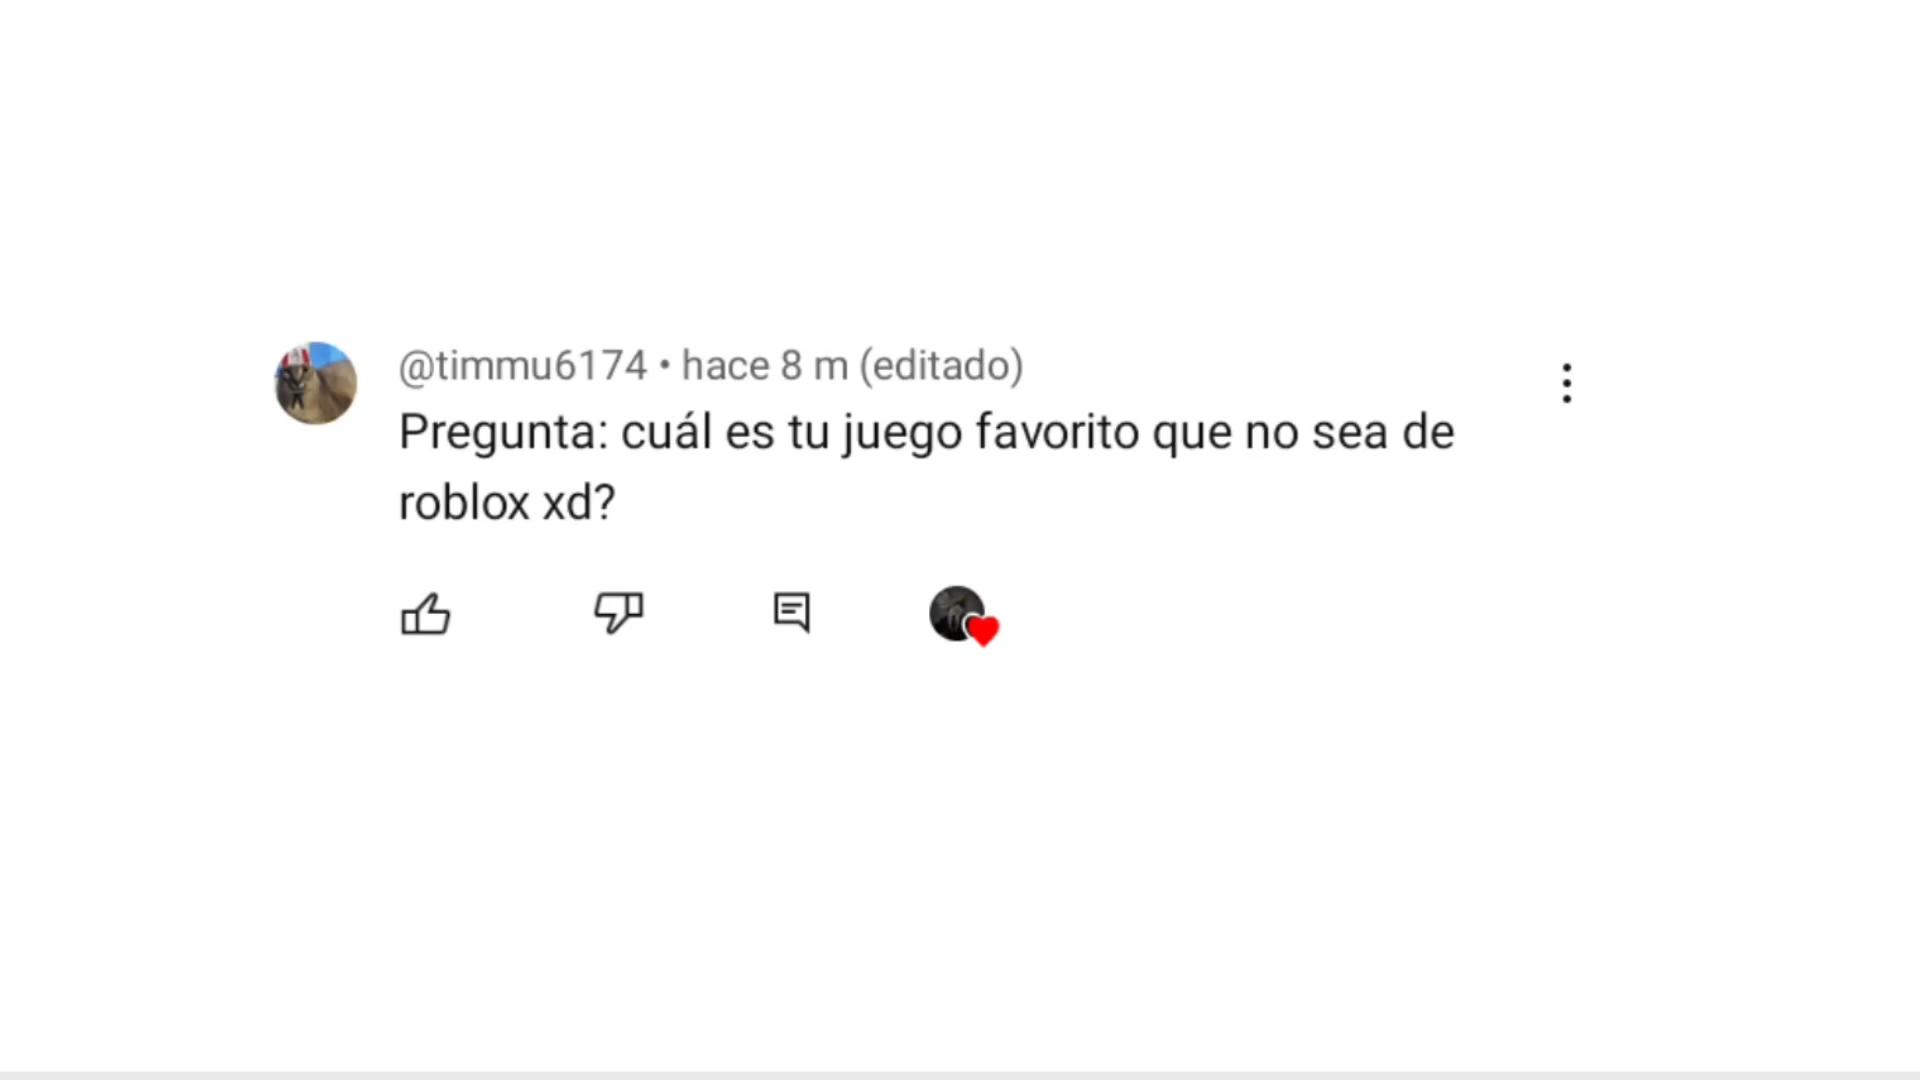 @timmu6174 • hace 8 m (editado)
Pregunta: cuál es tu juego favorito que no sea de
roblox xd?